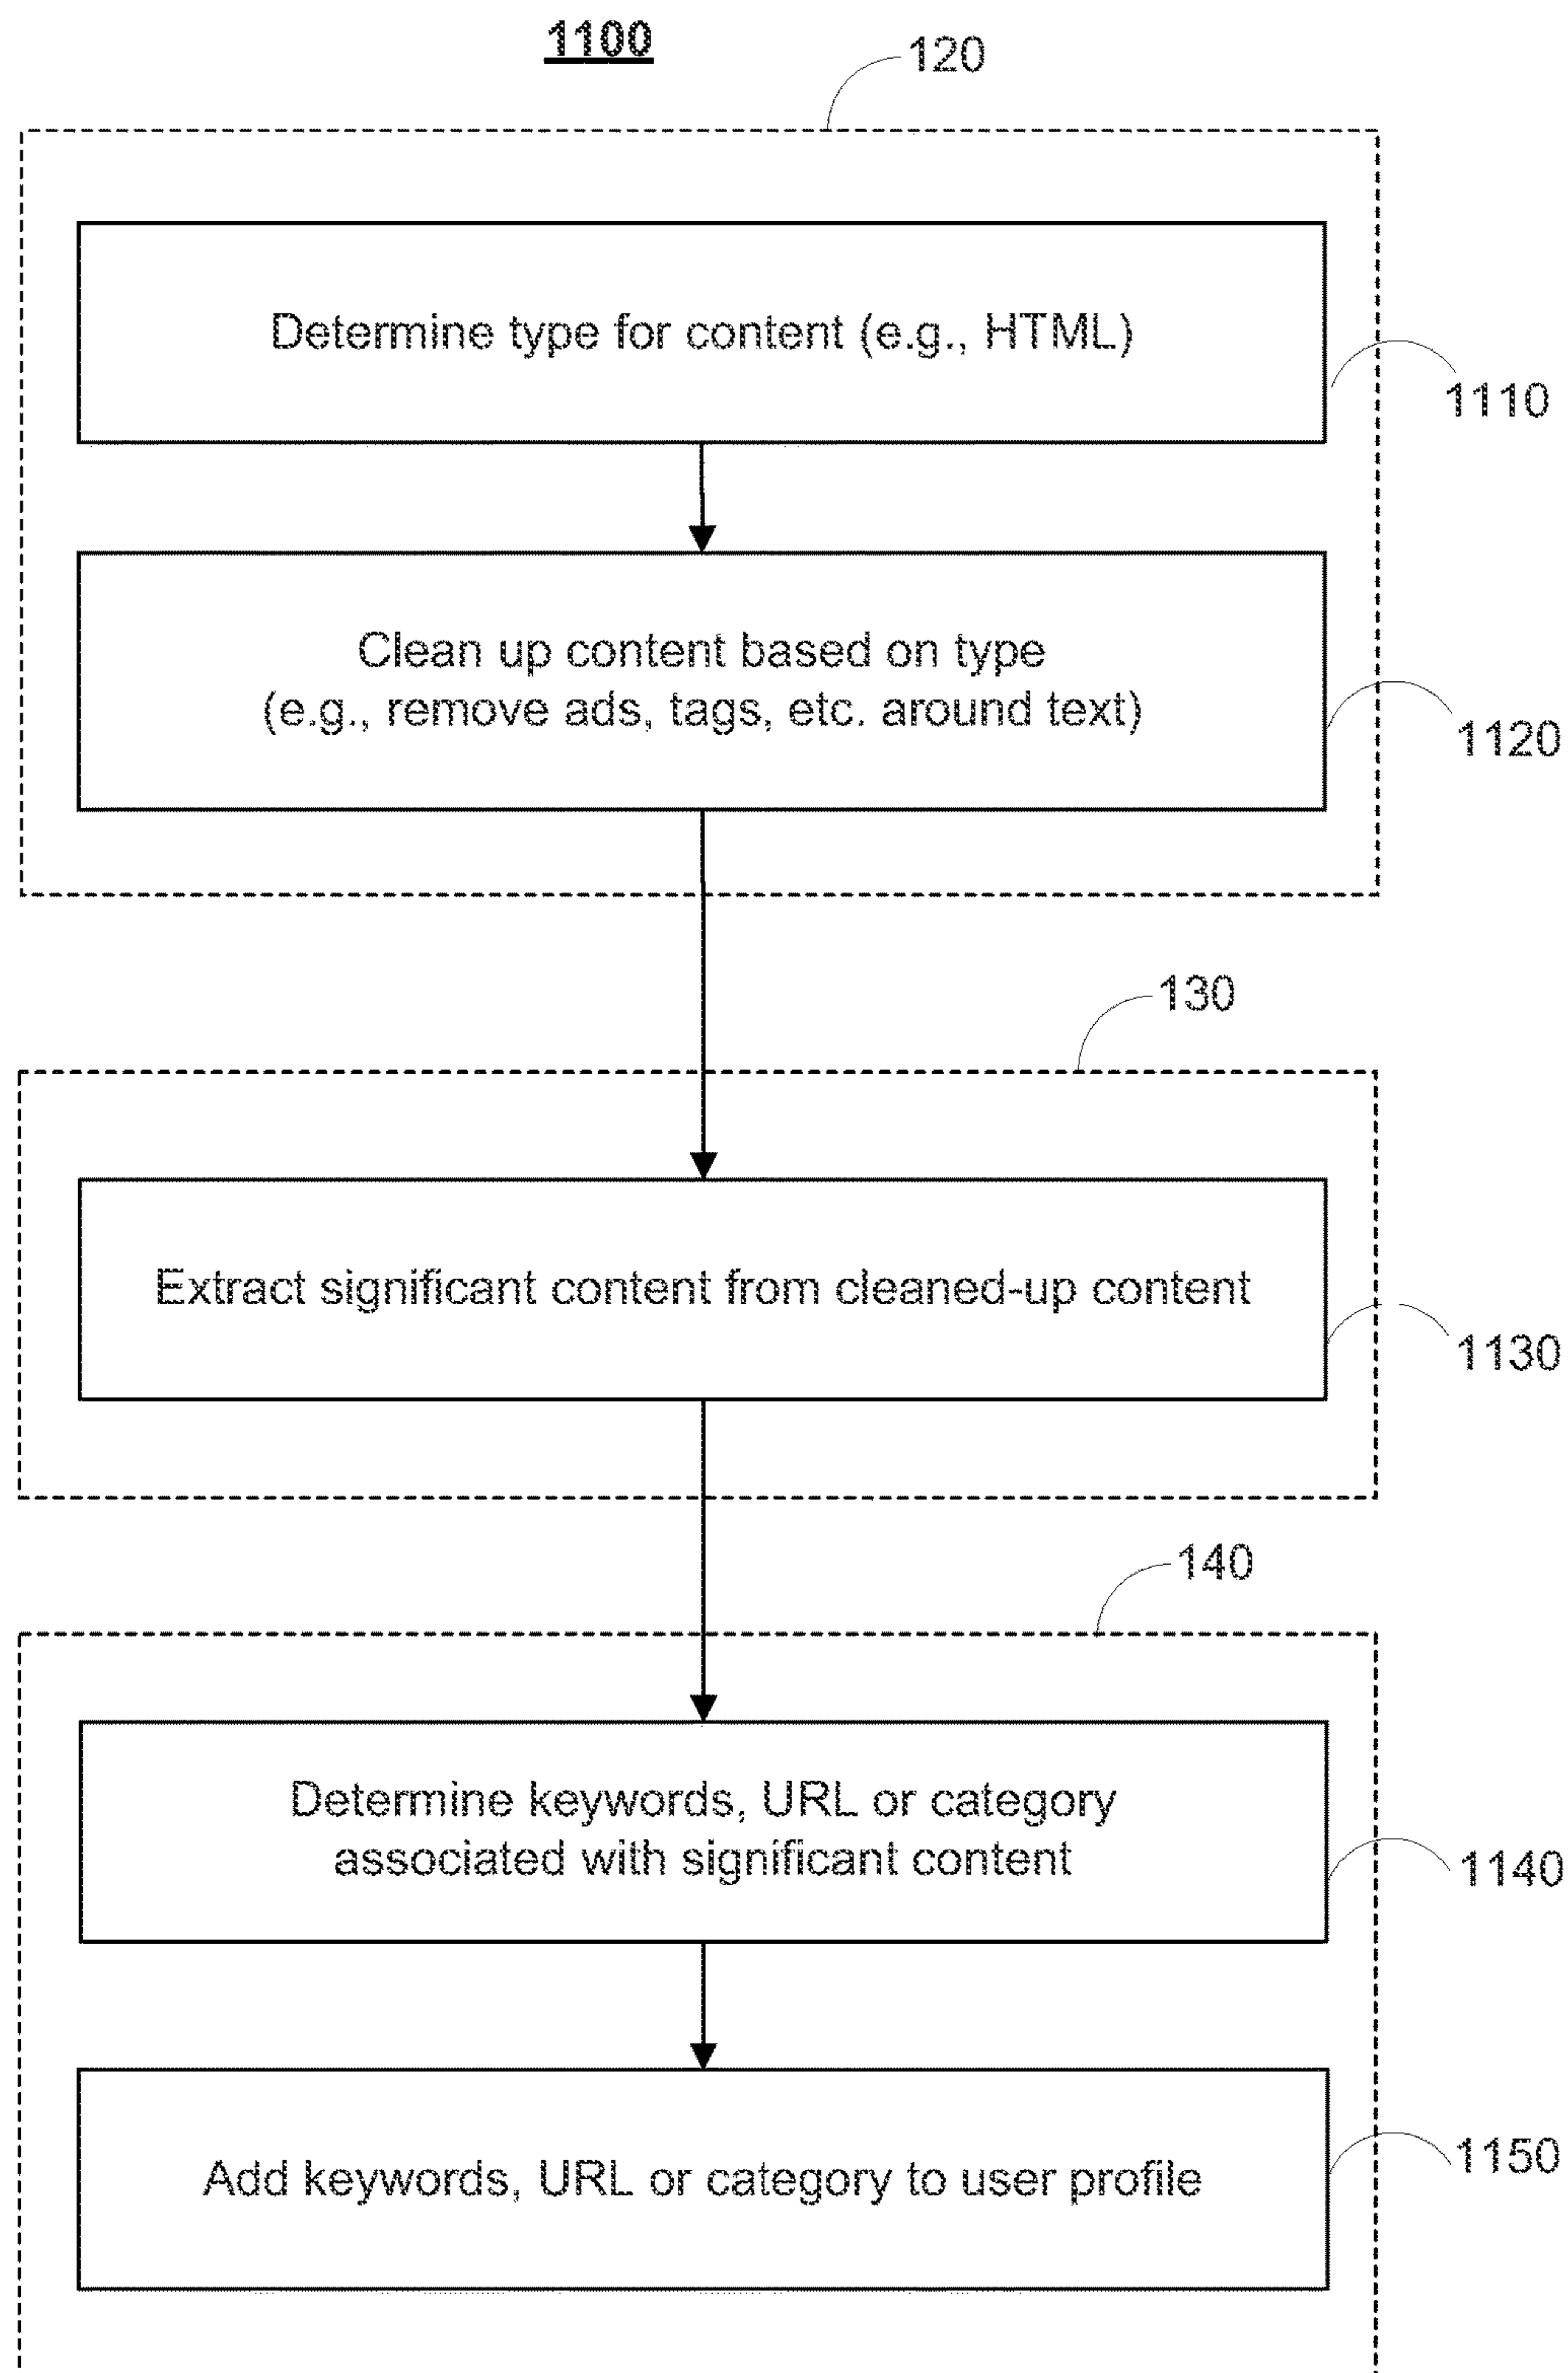 1100
120
Determine type for content (e.g., HTML)
1110
Clean up content based on type
(e.g., remove ads, tags, etc. around text)
1120
130
Extract significant content from cleaned-up content
1130
140
Determine keywords, URL or category
associated with significant content
1140
Add keywords, URL or category to user profile
1150